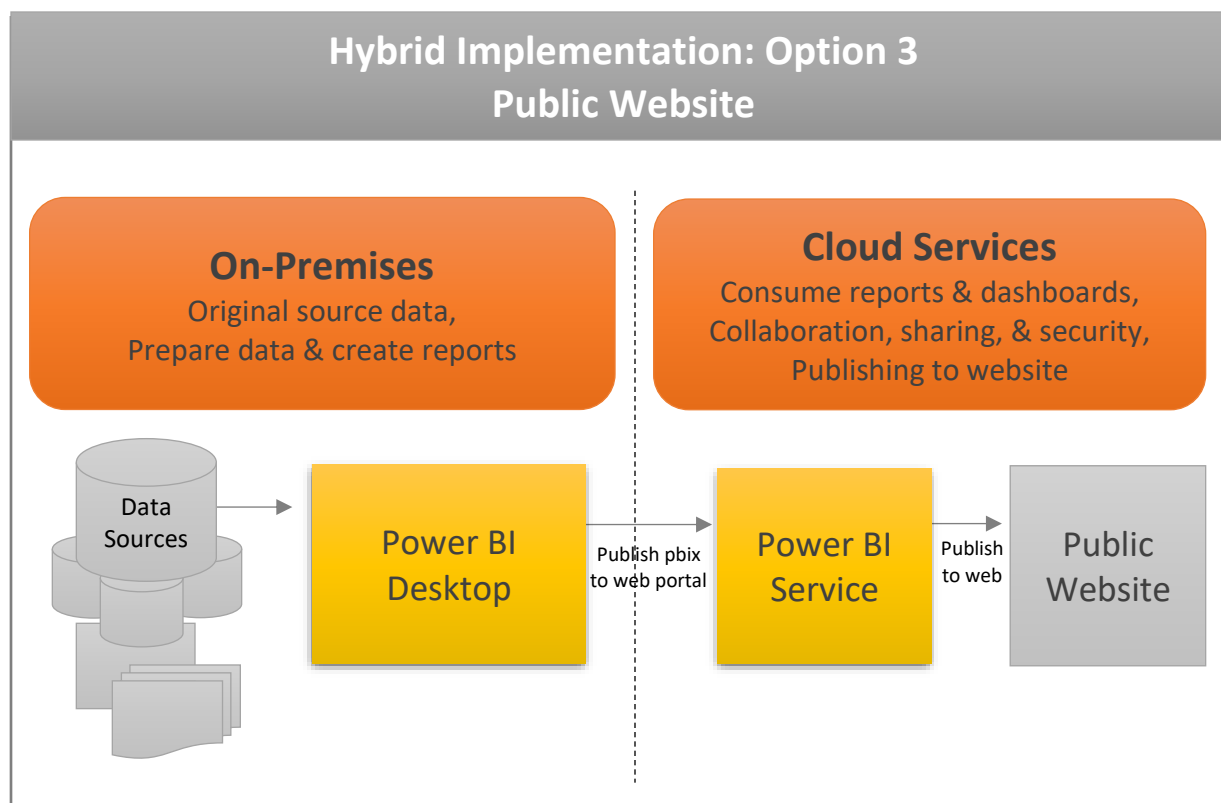 Hybrid Implementation: Option 3
Public Website
On-Premises
Original source data,
Prepare data & create reports
Cloud Services
Consume reports & dashboards,
Collaboration, sharing, & security,
Publishing to website
Data
Sources
Power BI
Desktop
Publish pbix
to web portal
Power BI
Service
Publish
to web
Public
Website